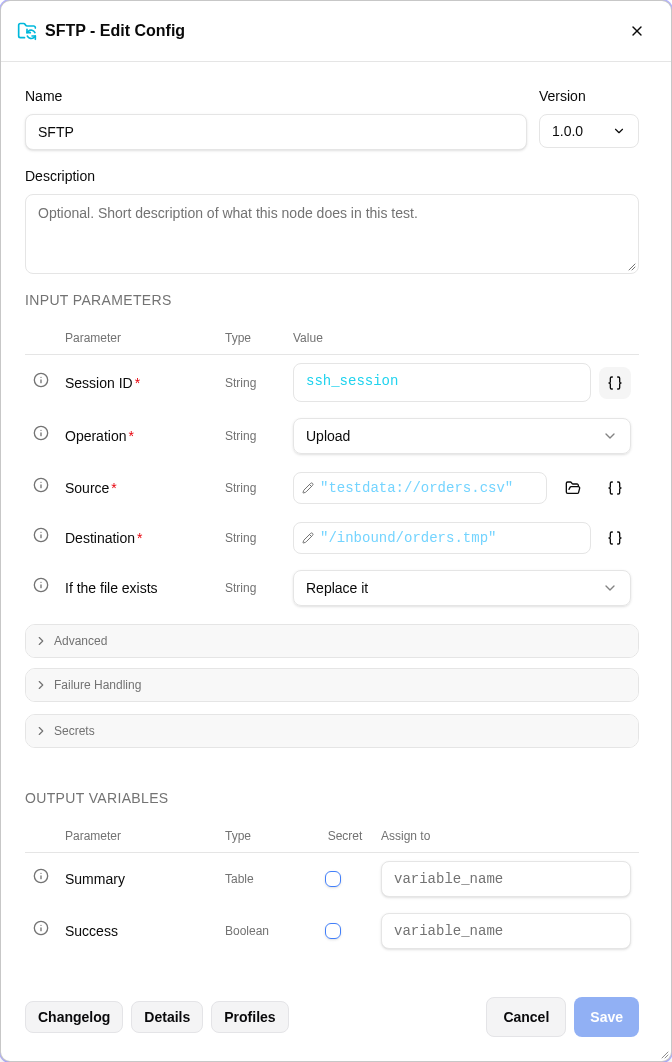 SFTP - Edit Config
Name
Version
SFTP
1.0.0
Description
Optional. Short description of what this node does in this test.
INPUT PARAMETERS
Parameter Type Value
Session ID* String ssh_session { }
Operation* String Upload
Source* String "testdata://orders.csv" { }
Destination* String "/inbound/orders.tmp" { }
If the file exists String Replace it
Advanced
Failure Handling
Secrets
OUTPUT VARIABLES
Parameter Type Secret Assign to
Summary Table variable_name
Success Boolean variable_name
Changelog Details Profiles Cancel Save